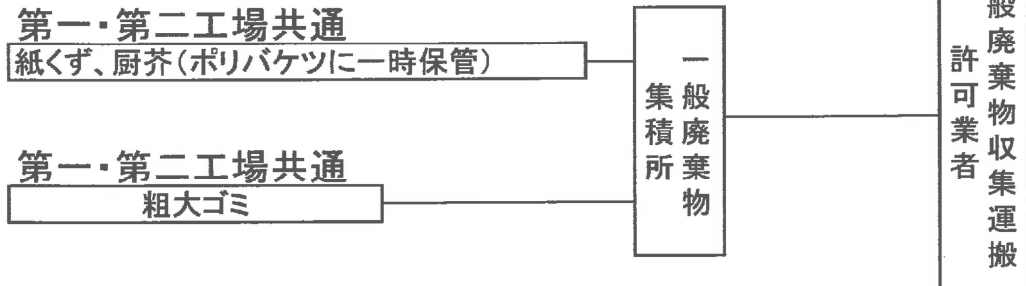 第一・第二工場共通
紙くず、厨芥(ポリバケツに一時保管)
第一・第二工場共通
粗大ゴミ
一般廃棄物
集積所
般廃棄物収集運搬
許可業者